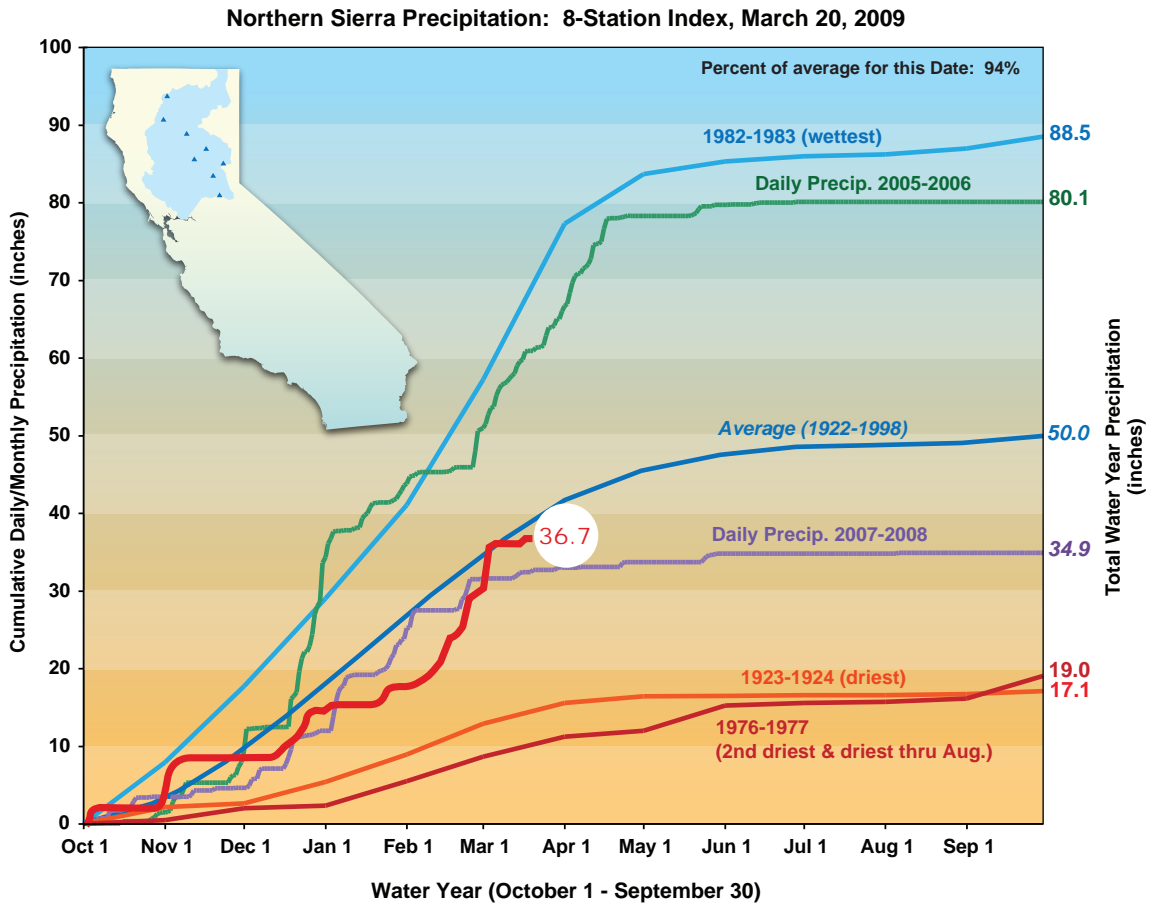 Northern Sierra Precipitation: 8-Station Index, March 20, 2009
Percent of average for this Date: 94%
Cumulative Daily/Monthly Precipitation (inches)
100
90
80
70
60
50
40
30
20
10
0
1982-1983 (wettest)
88.5
Daily Precip. 2005-2006
80.1
Average (1922-1998)
50.0
36.7
Daily Precip. 2007-2008
34.9
1923-1924 (driest)
19.0
17.1
1976-1977
(2nd driest & driest thru Aug.)
Total Water Year Precipitation
(inches)
Oct 1 Nov 1 Dec 1 Jan 1 Feb 1 Mar 1 Apr 1 May 1 Jun 1 Jul 1 Aug 1 Sep 1
Water Year (October 1 - September 30)